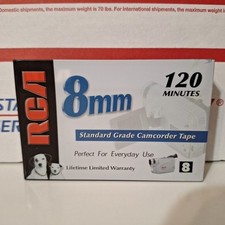 Domestic shipments, the maximum weight is 70 lbs. For International shipments, the maximum we
RCA
8mm
120
MINUTES
Standard Grade Camcorder Tape
Perfect For Everyday Use
Lifetime Limited Warranty
8